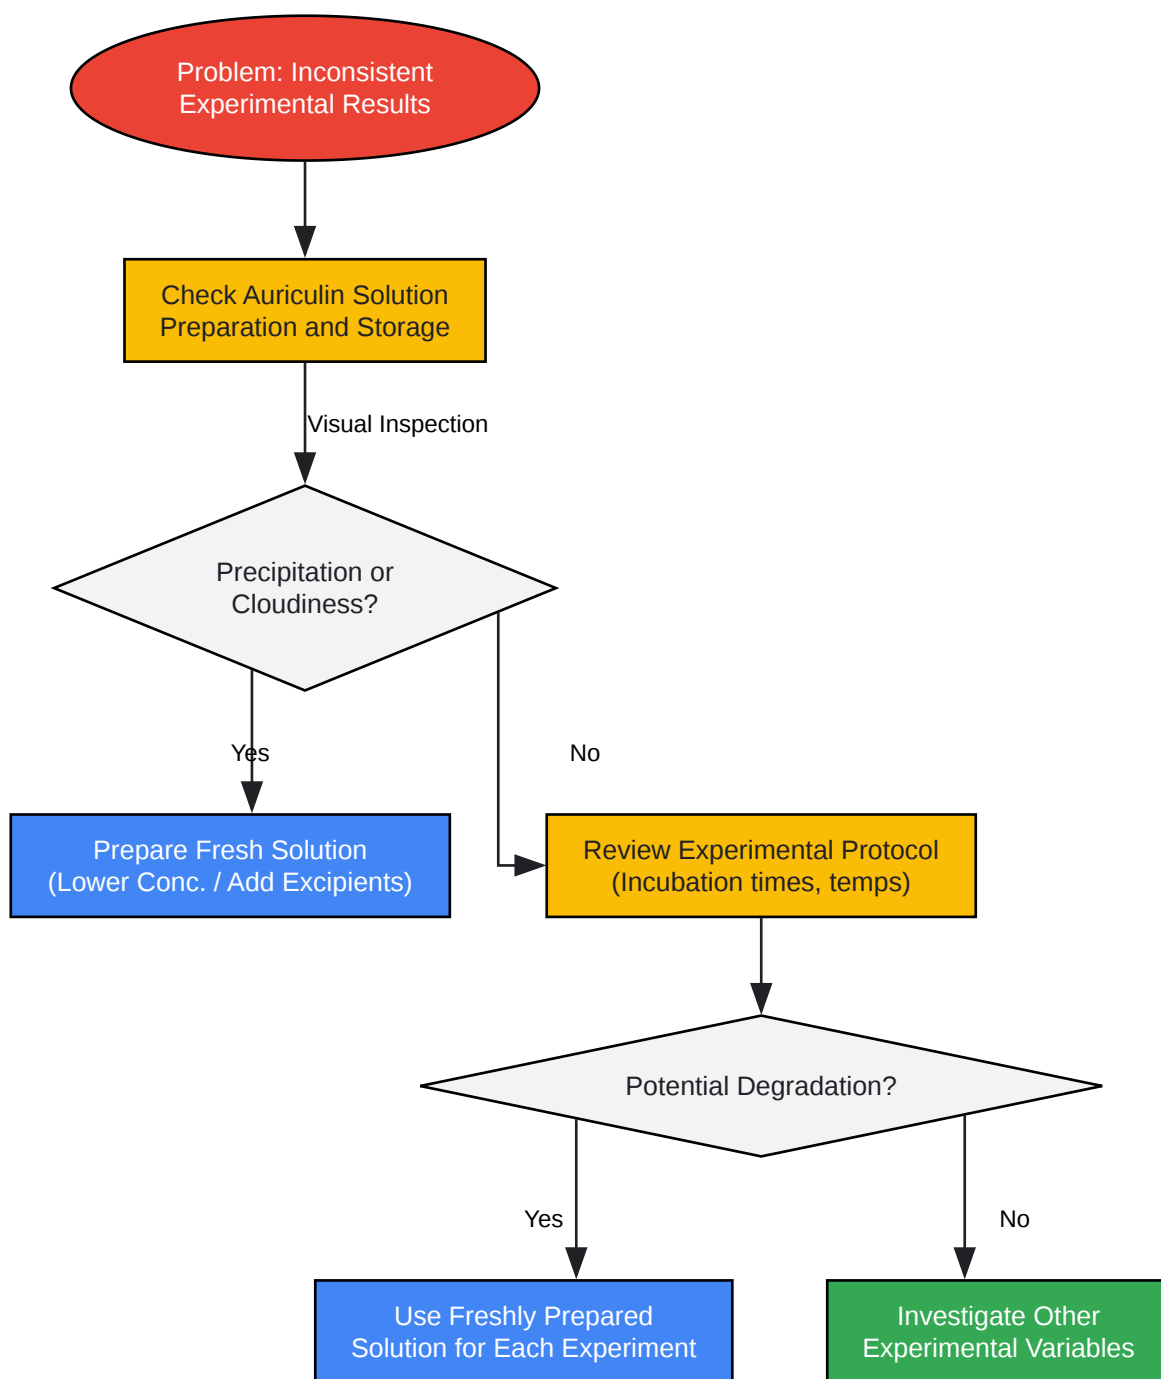 Problem: Inconsistent
Experimental Results
Check Auriculin Solution
Preparation and Storage
Visual Inspection
Precipitation or
Cloudiness?
Yes
No
Prepare Fresh Solution
(Lower Conc. / Add Excipients)
Review Experimental Protocol
(Incubation times, temps)
Potential Degradation?
Yes
No
Use Freshly Prepared
Solution for Each Experiment
Investigate Other
Experimental Variables